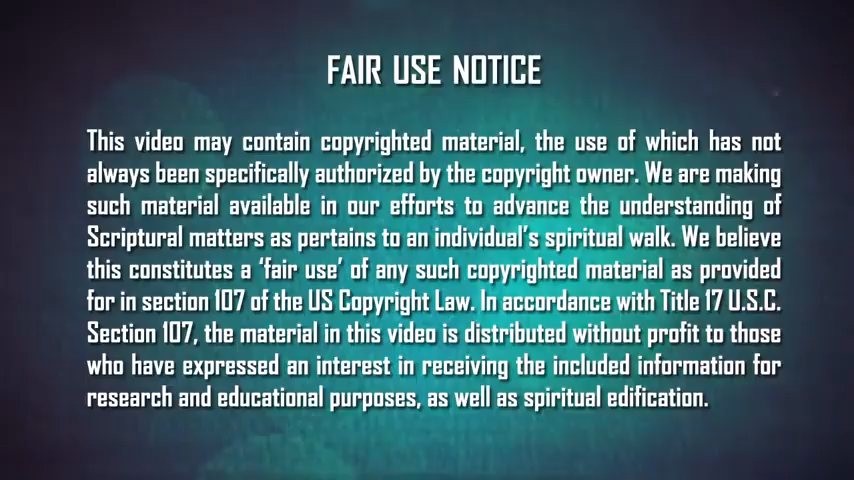 FAIR USE NOTICE
This video may contain copyrighted material, the use of which has not
always been specifically authorized by the copyright owner. We are making
such material available in our efforts to advance the understanding of
Scriptural matters as pertains to an individual's spiritual walk. We believe
this constitutes a 'fair use' of any such copyrighted material as provided
for in section 107 of the US Copyright Law. In accordance with Title 17 U.S.C.
Section 107, the material in this video is distributed without profit to those
who have expressed an interest in receiving the included information for
research and educational purposes, as well as spiritual edification.